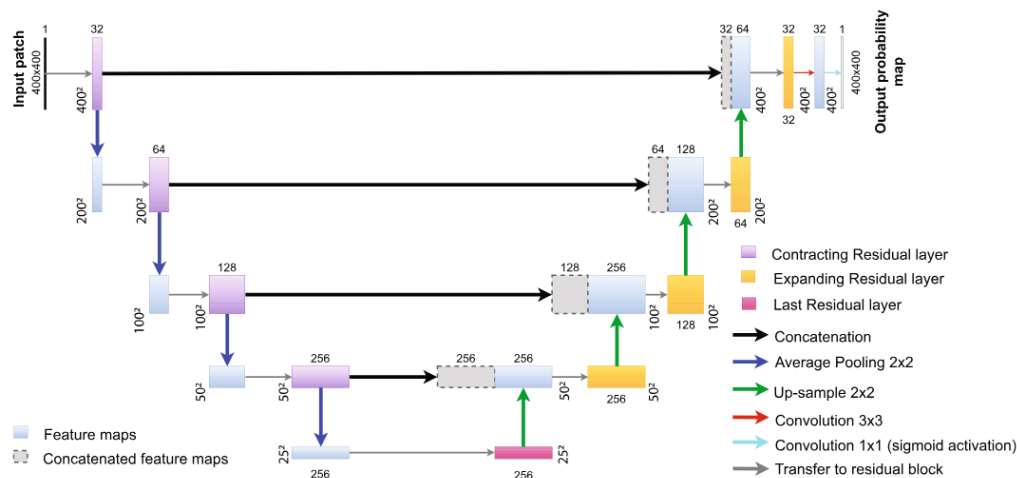 1
32
32
64
32
32
1
Input patch
400x400
400²
400²
400²
400²
400x400
Output probability
map
32
64
64
128
200²
200²
200²
200²
64
128
128
256
100²
100²
100²
100²
128
256
256
256
50²
50²
50²
50²
256
25²
25²
256
256
Contracting Residual layer
Expanding Residual layer
Last Residual layer
Concatenation
Average Pooling 2x2
Up-sample 2x2
Convolution 3x3
Convolution 1x1 (sigmoid activation)
Transfer to residual block
Feature maps
Concatenated feature maps